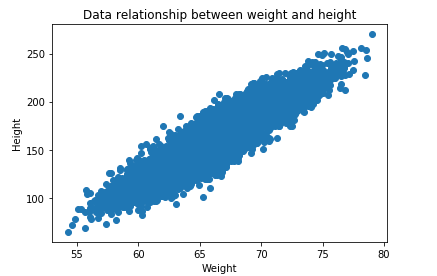 Data relationship between weight and height
250
200
150
100
Height
55 60 65 70 75 80
Weight